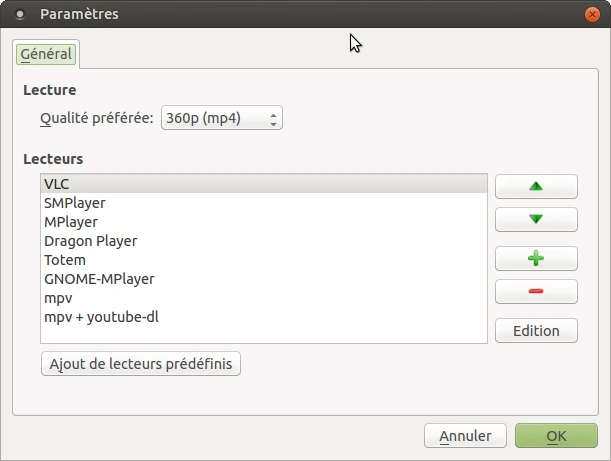 Paramètres
Général
Lecture
Qualité préférée: 360p (mp4)
Lecteurs
VLC
SMPlayer
MPlayer
Dragon Player
Totem
GNOME-MPlayer
mpv
mpv + youtube-dl
Edition
Ajout de lecteurs prédéfinis
Annuler OK